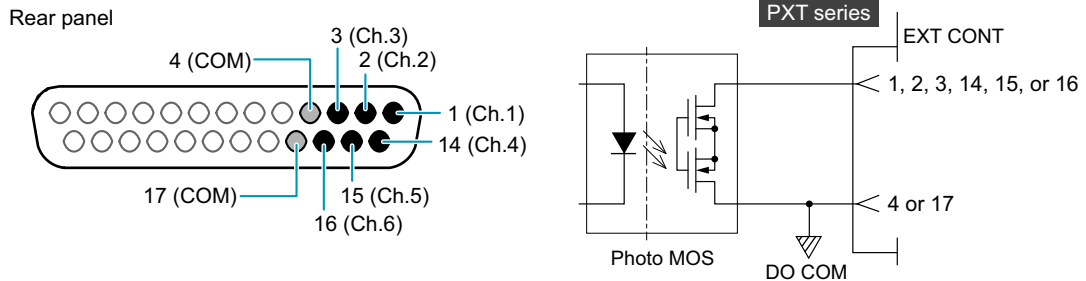 Rear panel
3 (Ch.3)
4 (COM)
2 (Ch.2)
1 (Ch.1)
14 (Ch.4)
17 (COM)
15 (Ch.5)
16 (Ch.6)
PXT series
EXT CONT
1, 2, 3, 14, 15, or 16
4 or 17
Photo MOS
DO COM